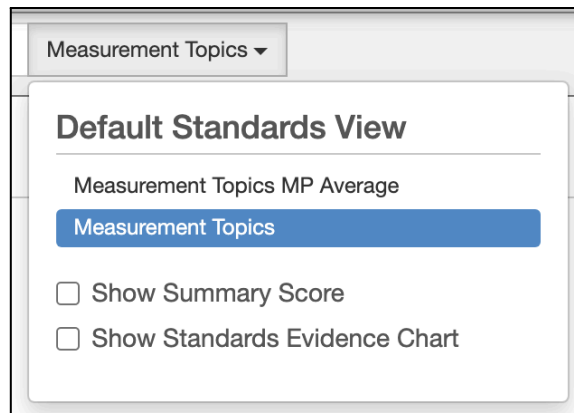 Measurement Topics
Default Standards View
Measurement Topics MP Average
Measurement Topics
Show Summary Score
Show Standards Evidence Chart